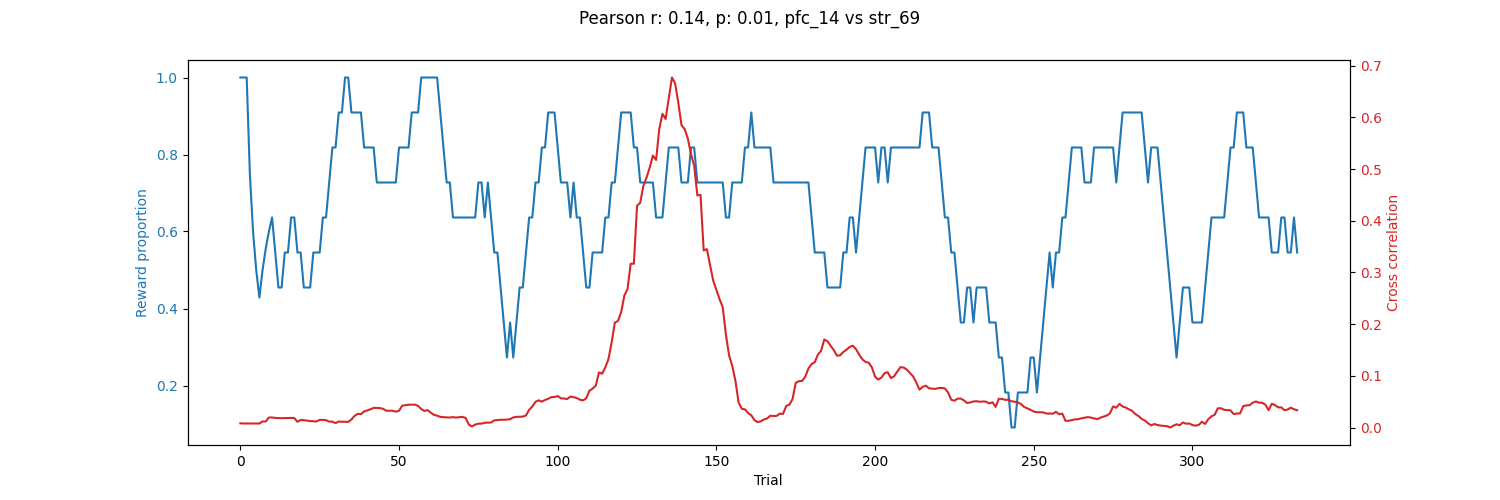 Pearson r: 0.14, p: 0.01, pfc_14 vs str_69
Reward proportion
1.0
0.8
0.6
0.4
0.2
0.7
0.6
0.5
0.4
0.3
0.2
0.1
0.0
Cross correlation
0 50 100 150 200 250 300
Trial